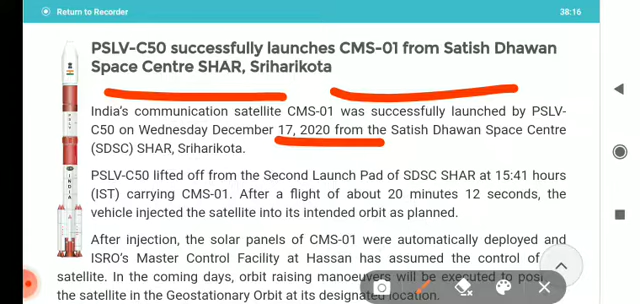 Return to Recorder
38:16
PSLV-C50 successfully launches CMS-01 from Satish Dhawan
Space Centre SHAR, Sriharikota
India's communication satellite CMS-01 was successfully launched by PSLV-
C50 on Wednesday December 17, 2020 from the Satish Dhawan Space Centre
(SDSC) SHAR, Sriharikota.
PSLV-C50 lifted off from the Second Launch Pad of SDSC SHAR at 15:41 hours
(IST) carrying CMS-01. After a flight of about 20 minutes 12 seconds, the
vehicle injected the satellite into its intended orbit as planned.
After injection, the solar panels of CMS-01 were automatically deployed and
ISRO's Master Control Facility at Hassan has assumed the control of
satellite. In the coming days, orbit raising manoeuvers will be executed to
the satellite in the Geostationary Orbit at its designated location.
INDIA